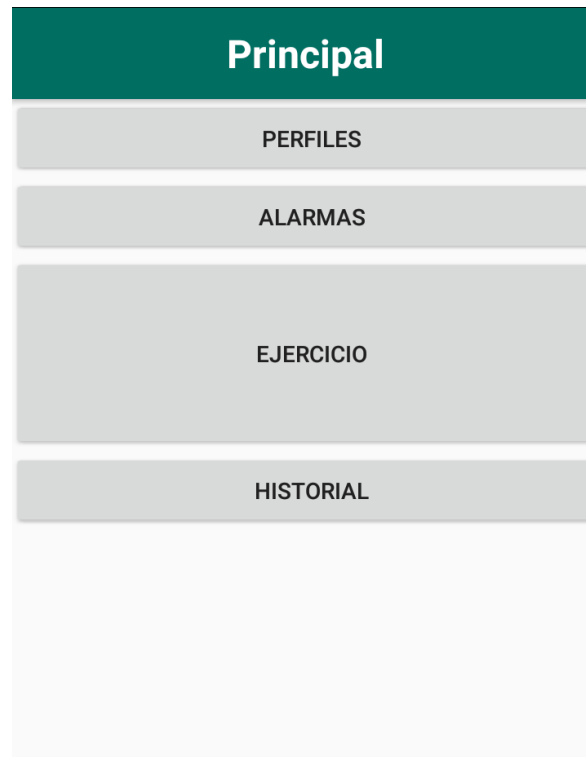 Principal
PERFILES
ALARMAS
EJERCICIO
HISTORIAL